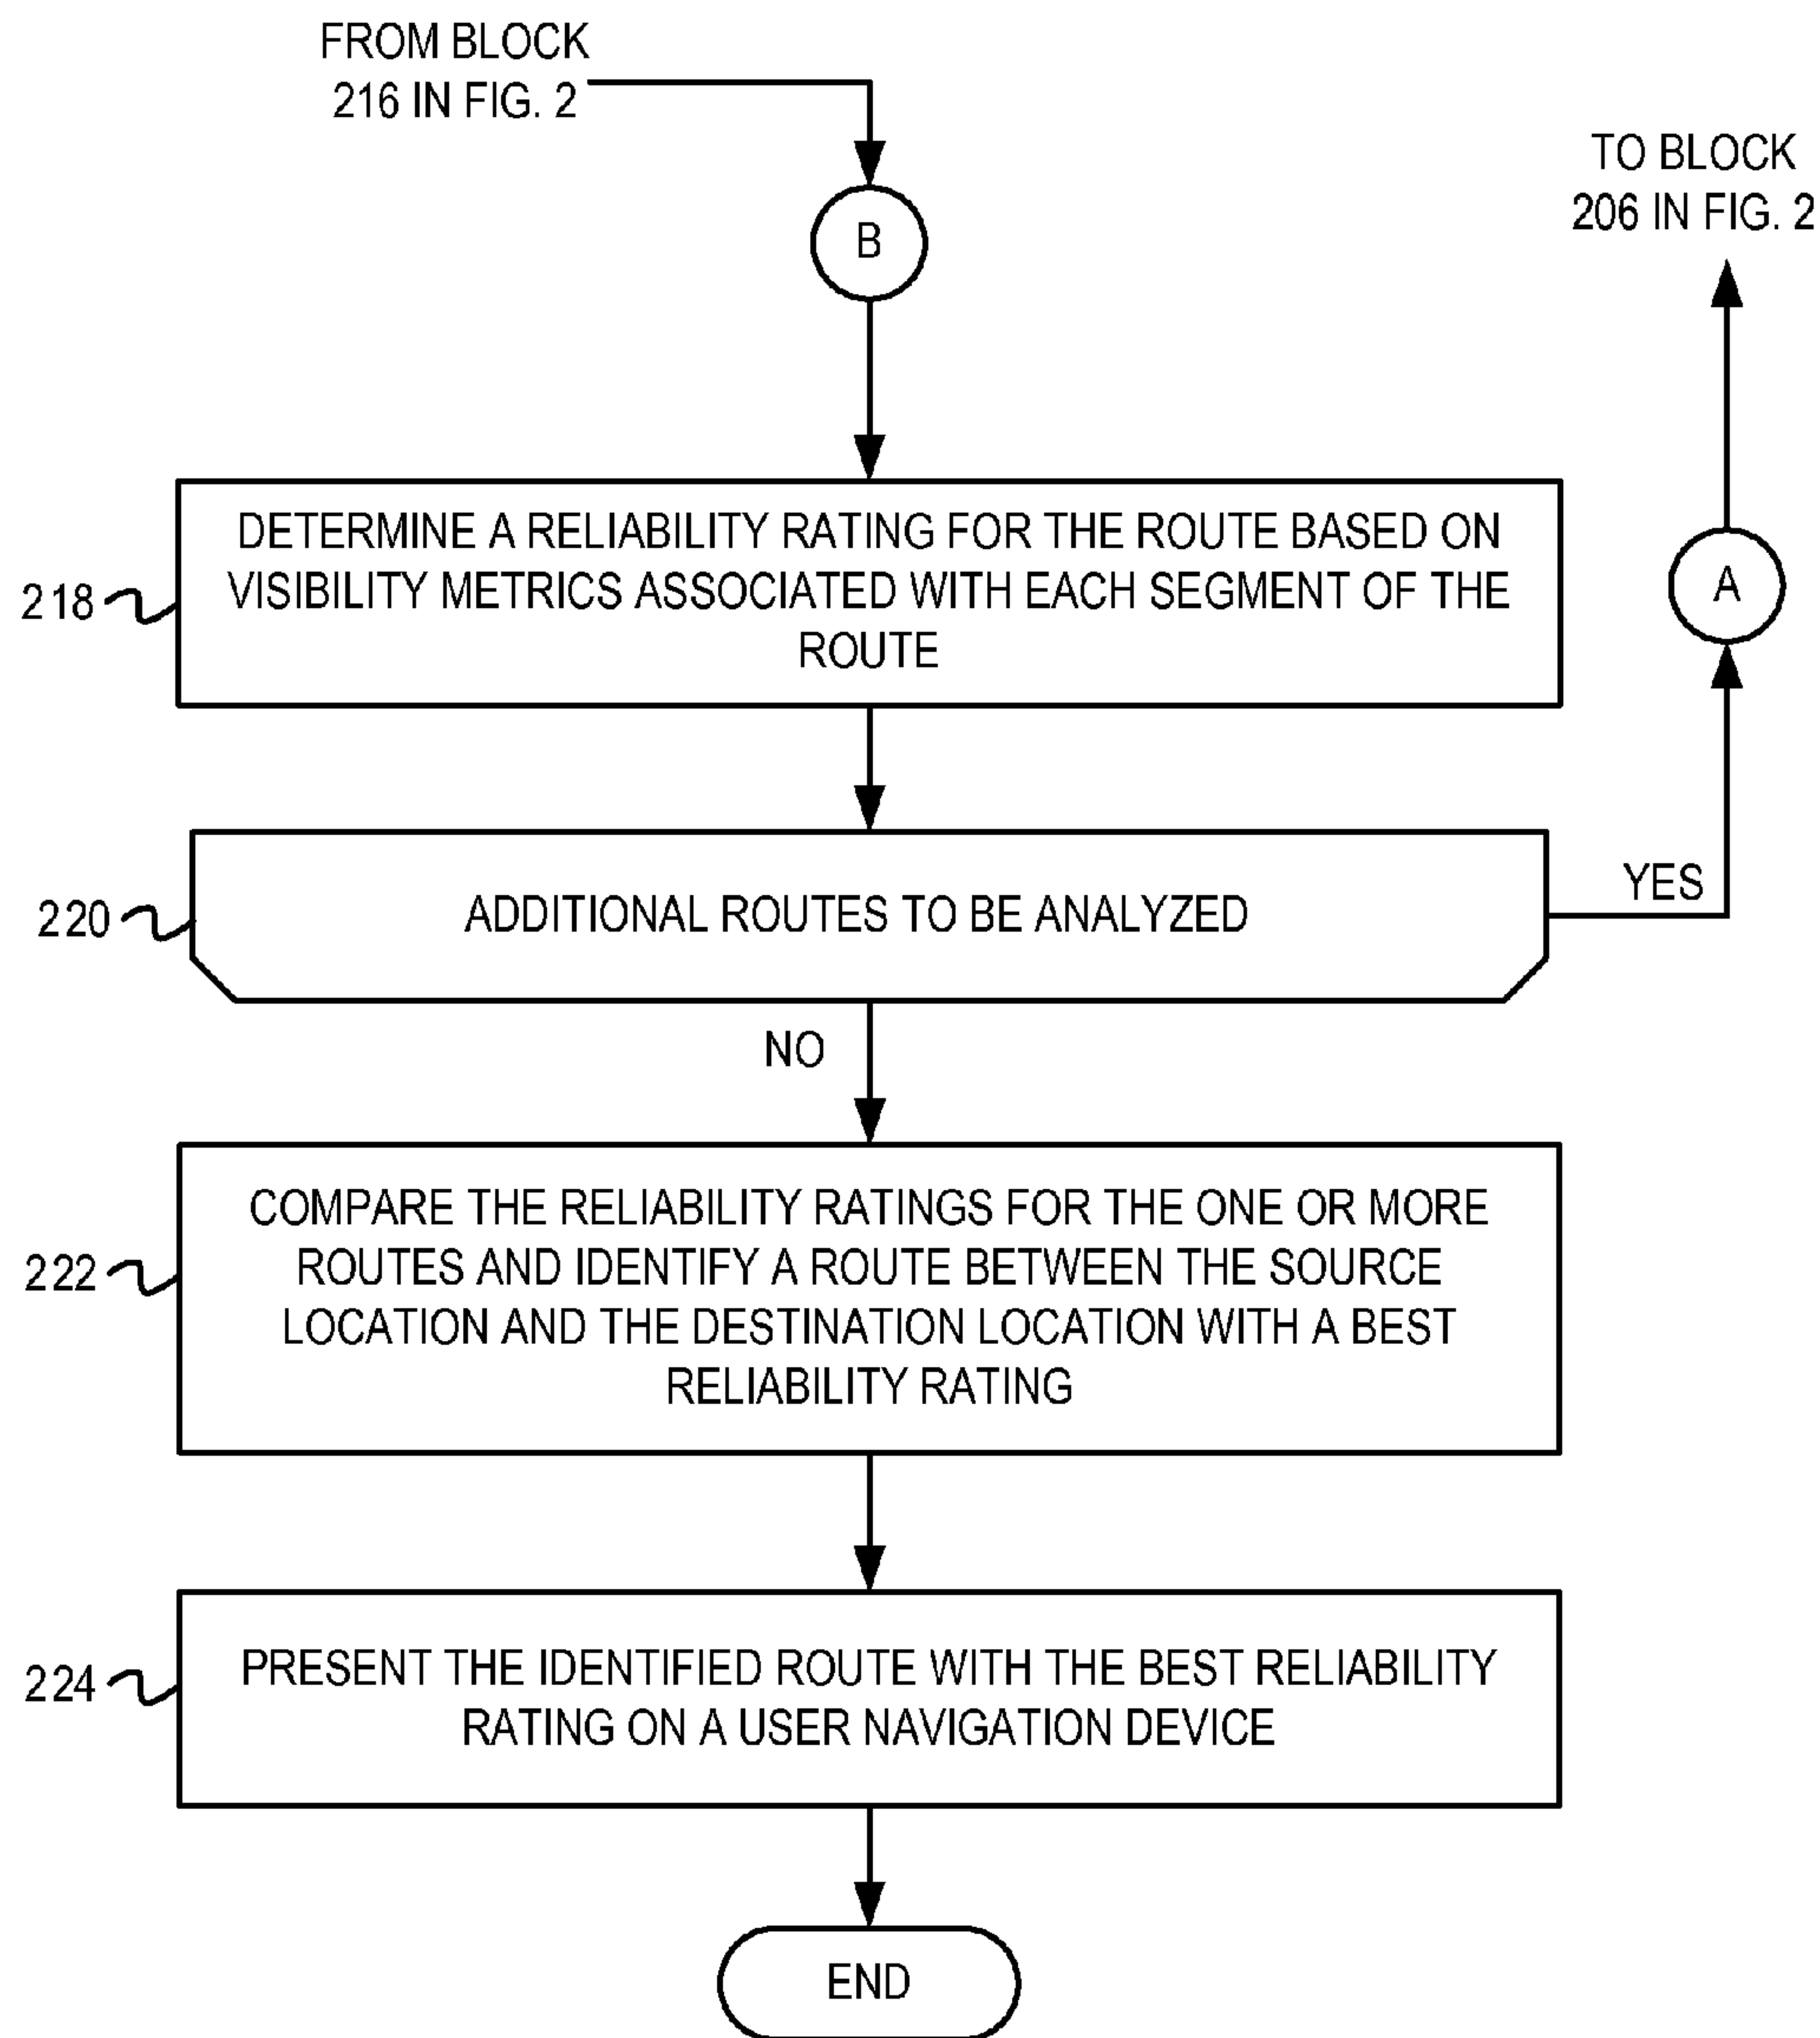 FROM BLOCK
216 IN FIG. 2
TO BLOCK
206 IN FIG. 2
B
A
218
DETERMINE A RELIABILITY RATING FOR THE ROUTE BASED ON
VISIBILITY METRICS ASSOCIATED WITH EACH SEGMENT OF THE
ROUTE
220
ADDITIONAL ROUTES TO BE ANALYZED
YES
NO
222
COMPARE THE RELIABILITY RATINGS FOR THE ONE OR MORE
ROUTES AND IDENTIFY A ROUTE BETWEEN THE SOURCE
LOCATION AND THE DESTINATION LOCATION WITH A BEST
RELIABILITY RATING
224
PRESENT THE IDENTIFIED ROUTE WITH THE BEST RELIABILITY
RATING ON A USER NAVIGATION DEVICE
END